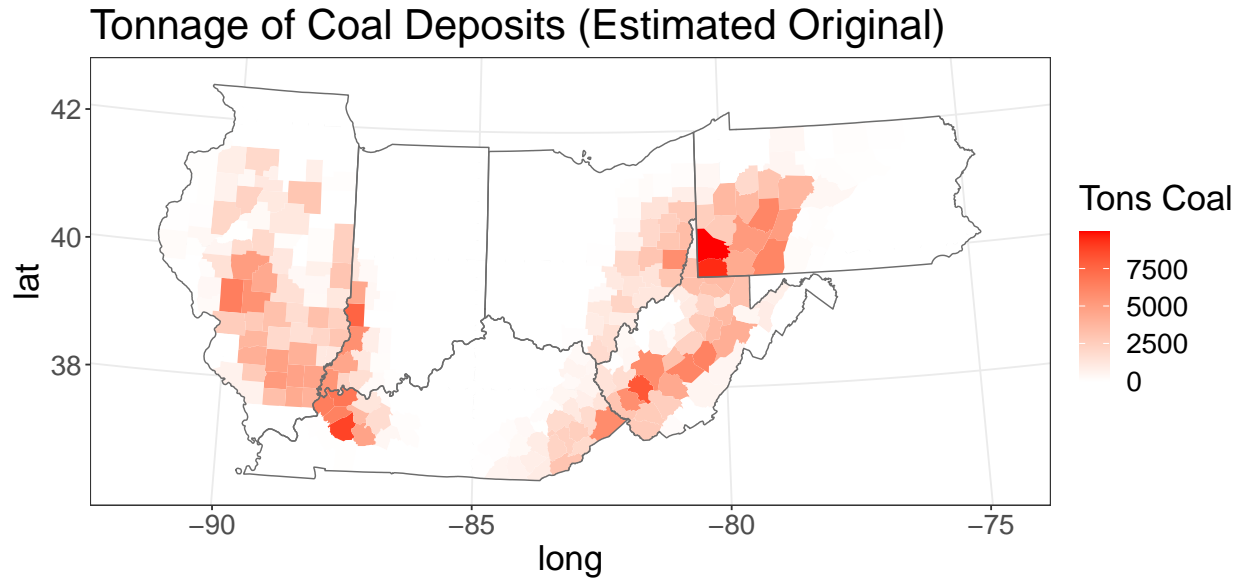 Tonnage of Coal Deposits (Estimated Original)
42
40
38
lat
−90
−85
−80
−75
long
Tons Coal
7500
5000
2500
0